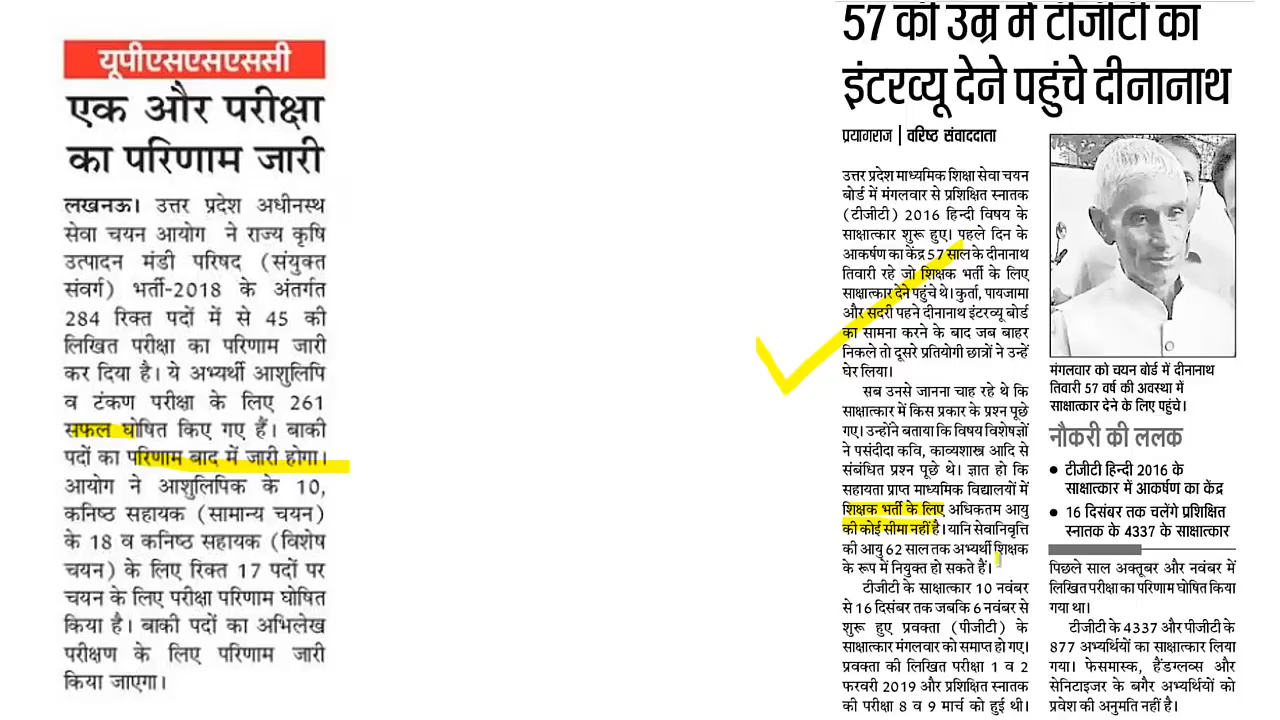 यूपीएसएसएससी
एक और परीक्षा
का परिणाम जारी
लखनऊ। उत्तर प्रदेश अधीनस्थ
सेवा चयन आयोग ने राज्य कृषि
उत्पादन मंडी परिषद (संयुक्त
संवर्ग) भर्ती-2018 के अंतर्गत
284 रिक्त पदों में से 45 की
लिखित परीक्षा का परिणाम जारी
कर दिया है। ये अभ्यर्थी आशुलिपि
व टंकण परीक्षा के लिए 261
सफल घोषित किए गए हैं। बाकी
पदों का परिणाम बाद में जारी होगा।
आयोग ने आशुलिपिक के 10,
कनिष्ठ सहायक (सामान्य चयन)
के 18 व कनिष्ठ सहायक (विशेष
चयन) के लिए रिक्त 17 पदों पर
चयन के लिए परीक्षा परिणाम घोषित
किया है। बाकी पदों का अभिलेख
परीक्षण के लिए परिणाम जारी
किया जाएगा।
57 की उम्र में टीजीटी का
इंटरव्यू देने पहुंचे दीनानाथ
प्रयागराज | वरिष्ठ संवाददाता
उत्तर प्रदेश माध्यमिक शिक्षा सेवा चयन
बोर्ड में मंगलवार से प्रशिक्षित स्नातक
(टीजीटी) 2016 हिन्दी विषय के
साक्षात्कार शुरू हुए। पहले दिन के
आकर्षण का केंद्र 57 साल के दीनानाथ
तिवारी रहे जो शिक्षक भर्ती के लिए
साक्षात्कार देने पहुंचे थे। कुर्ता, पायजामा
और सदरी पहने दीनानाथ इंटरव्यू बोर्ड
का सामना करने के बाद जब बाहर
निकले तो दूसरे प्रतियोगी छात्रों ने उन्हें
घेर लिया।
सब उनसे जानना चाह रहे थे कि
साक्षात्कार में किस प्रकार के प्रश्न पूछे
गए। उन्होंने बताया कि विषय विशेषज्ञों
ने पसंदीदा कवि, काव्यशास्त्र आदि से
संबंधित प्रश्न पूछे थे। ज्ञात हो कि
सहायता प्राप्त माध्यमिक विद्यालयों में
शिक्षक भर्ती के लिए अधिकतम आयु
की कोई सीमा नहीं है। यानि सेवानिवृत्ति
की आयु 62 साल तक अभ्यर्थी शिक्षक
के रूप में नियुक्त हो सकते हैं।
टीजीटी के साक्षात्कार 10 नवंबर
से 16 दिसंबर तक जबकि 6 नवंबर से
शुरू हुए प्रवक्ता (पीजीटी) के
साक्षात्कार मंगलवार को समाप्त हो गए।
प्रवक्ता की लिखित परीक्षा 1 व 2
फरवरी 2019 और प्रशिक्षित स्नातक
की परीक्षा 8 व 9 मार्च को हुई थी।
मंगलवार को चयन बोर्ड में दीनानाथ
तिवारी 57 वर्ष की अवस्था में
साक्षात्कार देने के लिए पहुंचे।
नौकरी की ललक
● टीजीटी हिन्दी 2016 के
साक्षात्कार में आकर्षण का केंद्र
● 16 दिसंबर तक चलेंगे प्रशिक्षित
स्नातक के 4337 के साक्षात्कार
पिछले साल अक्तूबर और नवंबर में
लिखित परीक्षा का परिणाम घोषित किया
गया था।
टीजीटी के 4337 और पीजीटी के
877 अभ्यर्थियों का साक्षात्कार लिया
गया। फेसमास्क, हैंडग्लव्स और
सेनिटाइजर के बगैर अभ्यर्थियों को
प्रवेश की अनुमति नहीं है।